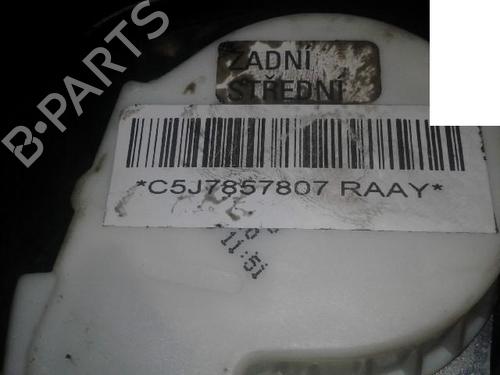 B-PARTS
ZADNÍ
STŘEDNÍ
*C5J7857807 RAAY*
11:51